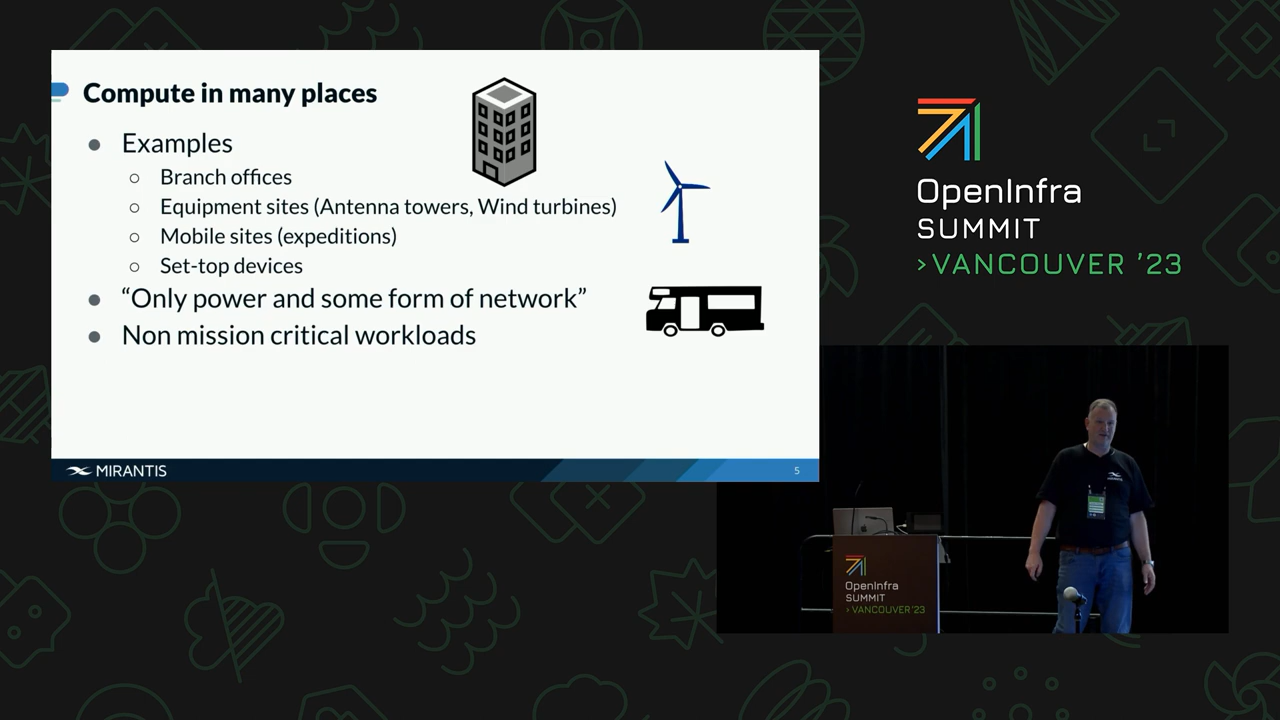 Compute in many places
● Examples
○ Branch offices
○ Equipment sites (Antenna towers, Wind turbines)
○ Mobile sites (expeditions)
○ Set-top devices
● “Only power and some form of network”
● Non mission critical workloads
MIRANTIS
5
OpenInfra
SUMMIT
>VANCOUVER ’23
MIRANTIS
OpenInfra
SUMMIT
>VANCOUVER ’23